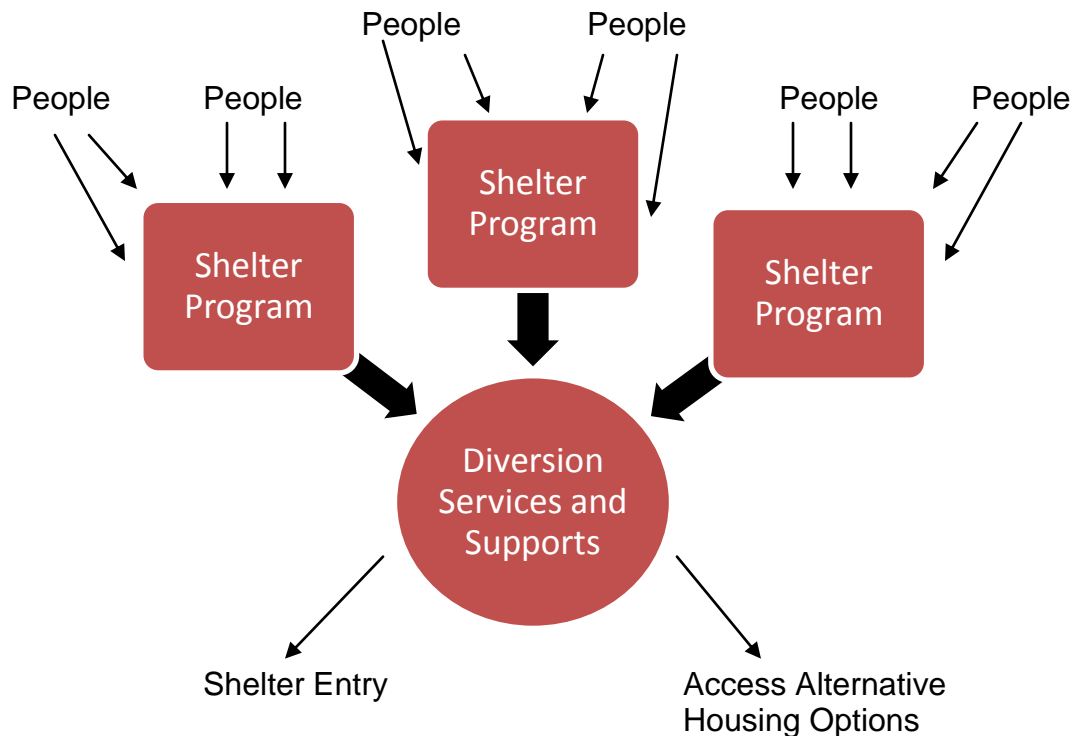 People
People
People
People
People
People
Shelter
Program
Shelter
Program
Shelter
Program
Diversion
Services and
Supports
Shelter Entry
Access Alternative
Housing Options